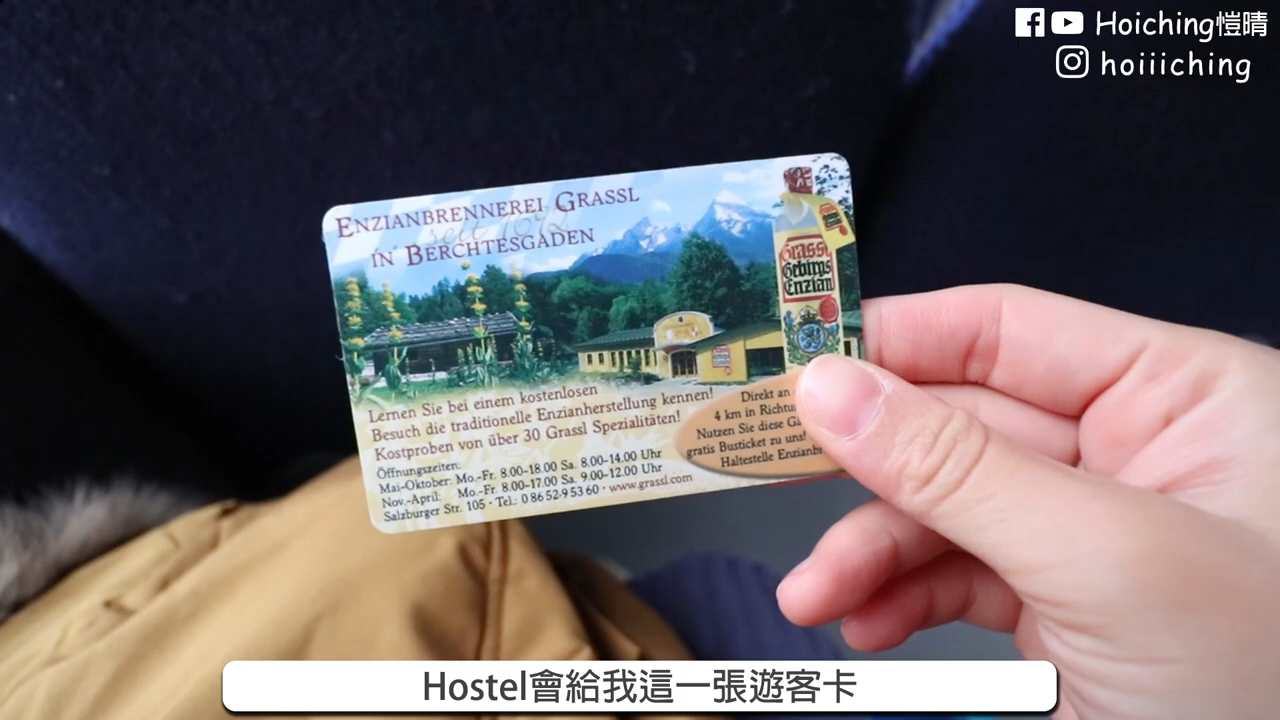 Hoiching愷晴
hoiiiching
ENZIANBRENNEREI GRASSL
seit 1692
IN BERCHTESGADEN
Grassl
Gebirgs
Enzian
Lernen Sie bei einem kostenlosen
Besuch die traditionelle Enzianherstellung kennen!
Kostproben von über 30 Grassl Spezialitäten!
Direkt an
4 km in
Nutzen Sie diese
gratis Busticket zu uns!
Haltestelle
Öffnungszeiten:
Mai-Oktober: Mo.-Fr. 8.00-18.00 Sa. 8.00-14.00 Uhr
Nov.-April: Mo.-Fr. 8.00-17.00 Sa. 9.00-12.00 Uhr
Salzburger Str. 105 · Tel.: 0 86 52-9 53 60 · www.grassl.com
Hostel會給我這一張遊客卡